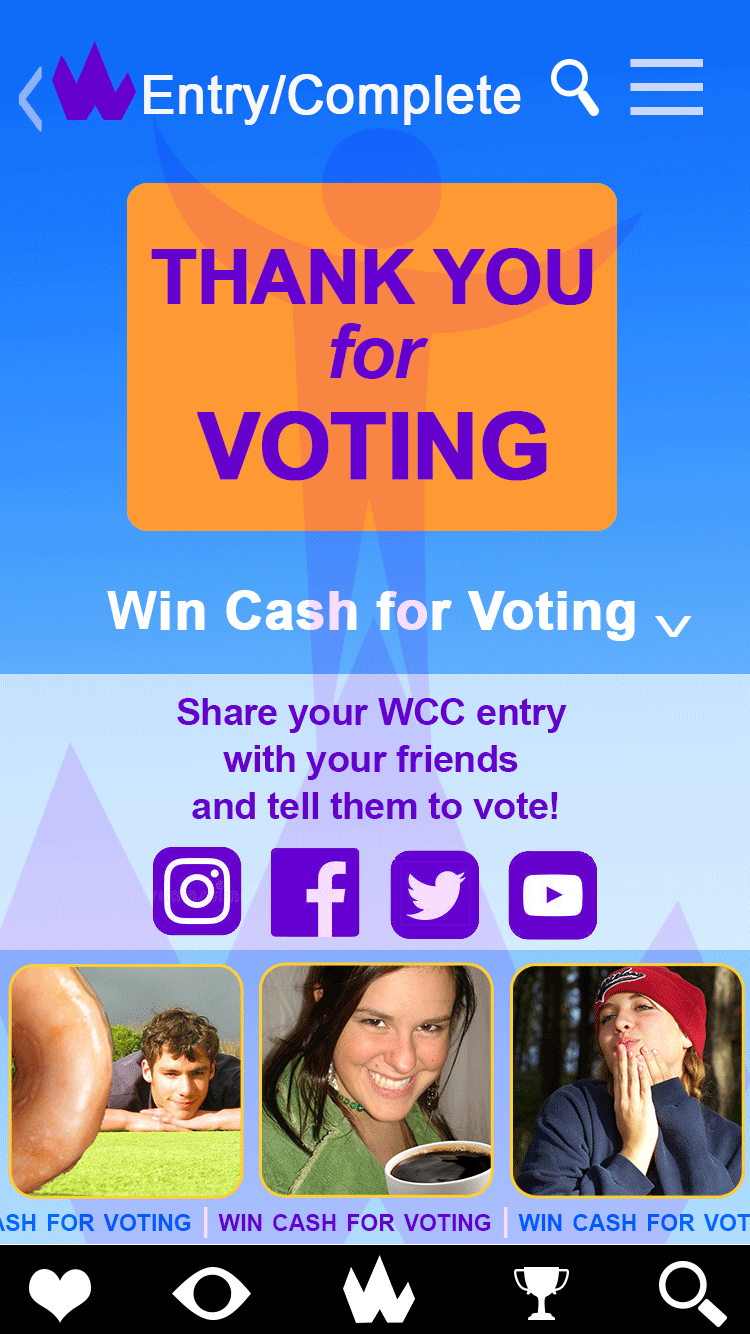 Entry/Complete
THANK YOU
for
VOTING
Win Cash for Voting
Share your WCC entry
with your friends
and tell them to vote!
ASH FOR VOTING | WIN CASH FOR VOTING | WIN CASH FOR VOT